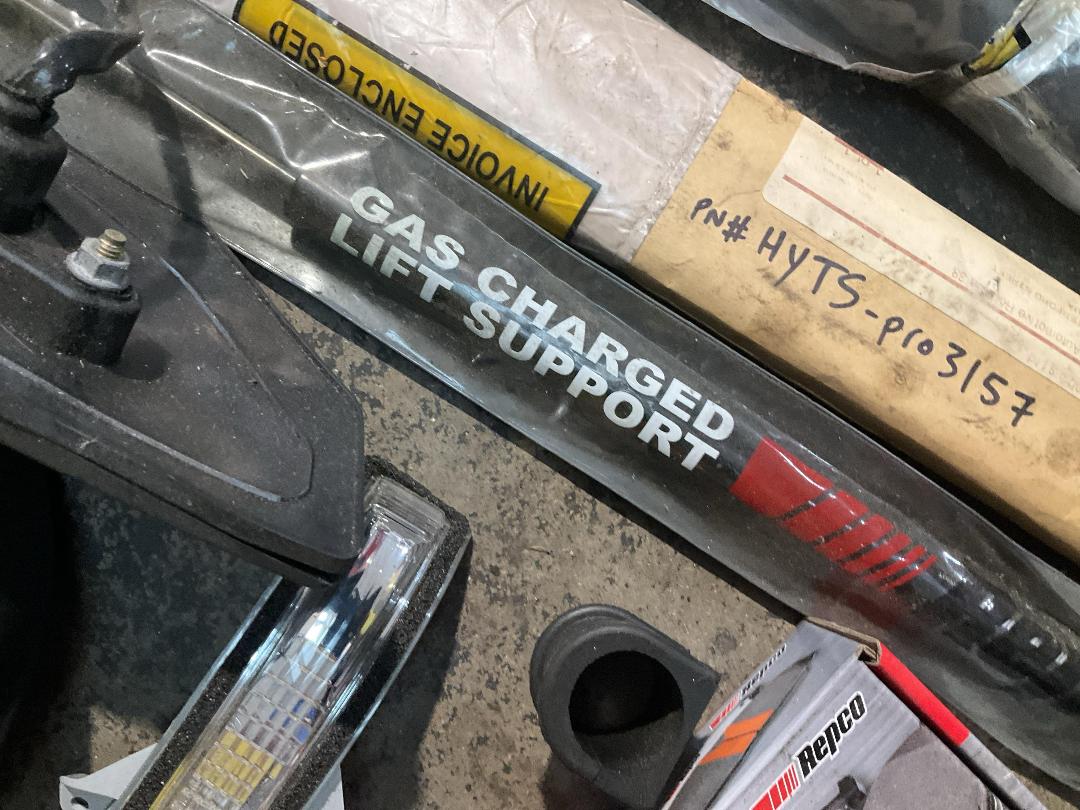 INVOICE ENCLOSED
GAS CHARGED
LIFT SUPPORT
PN# HYTS-pro3157
Repco
Repco